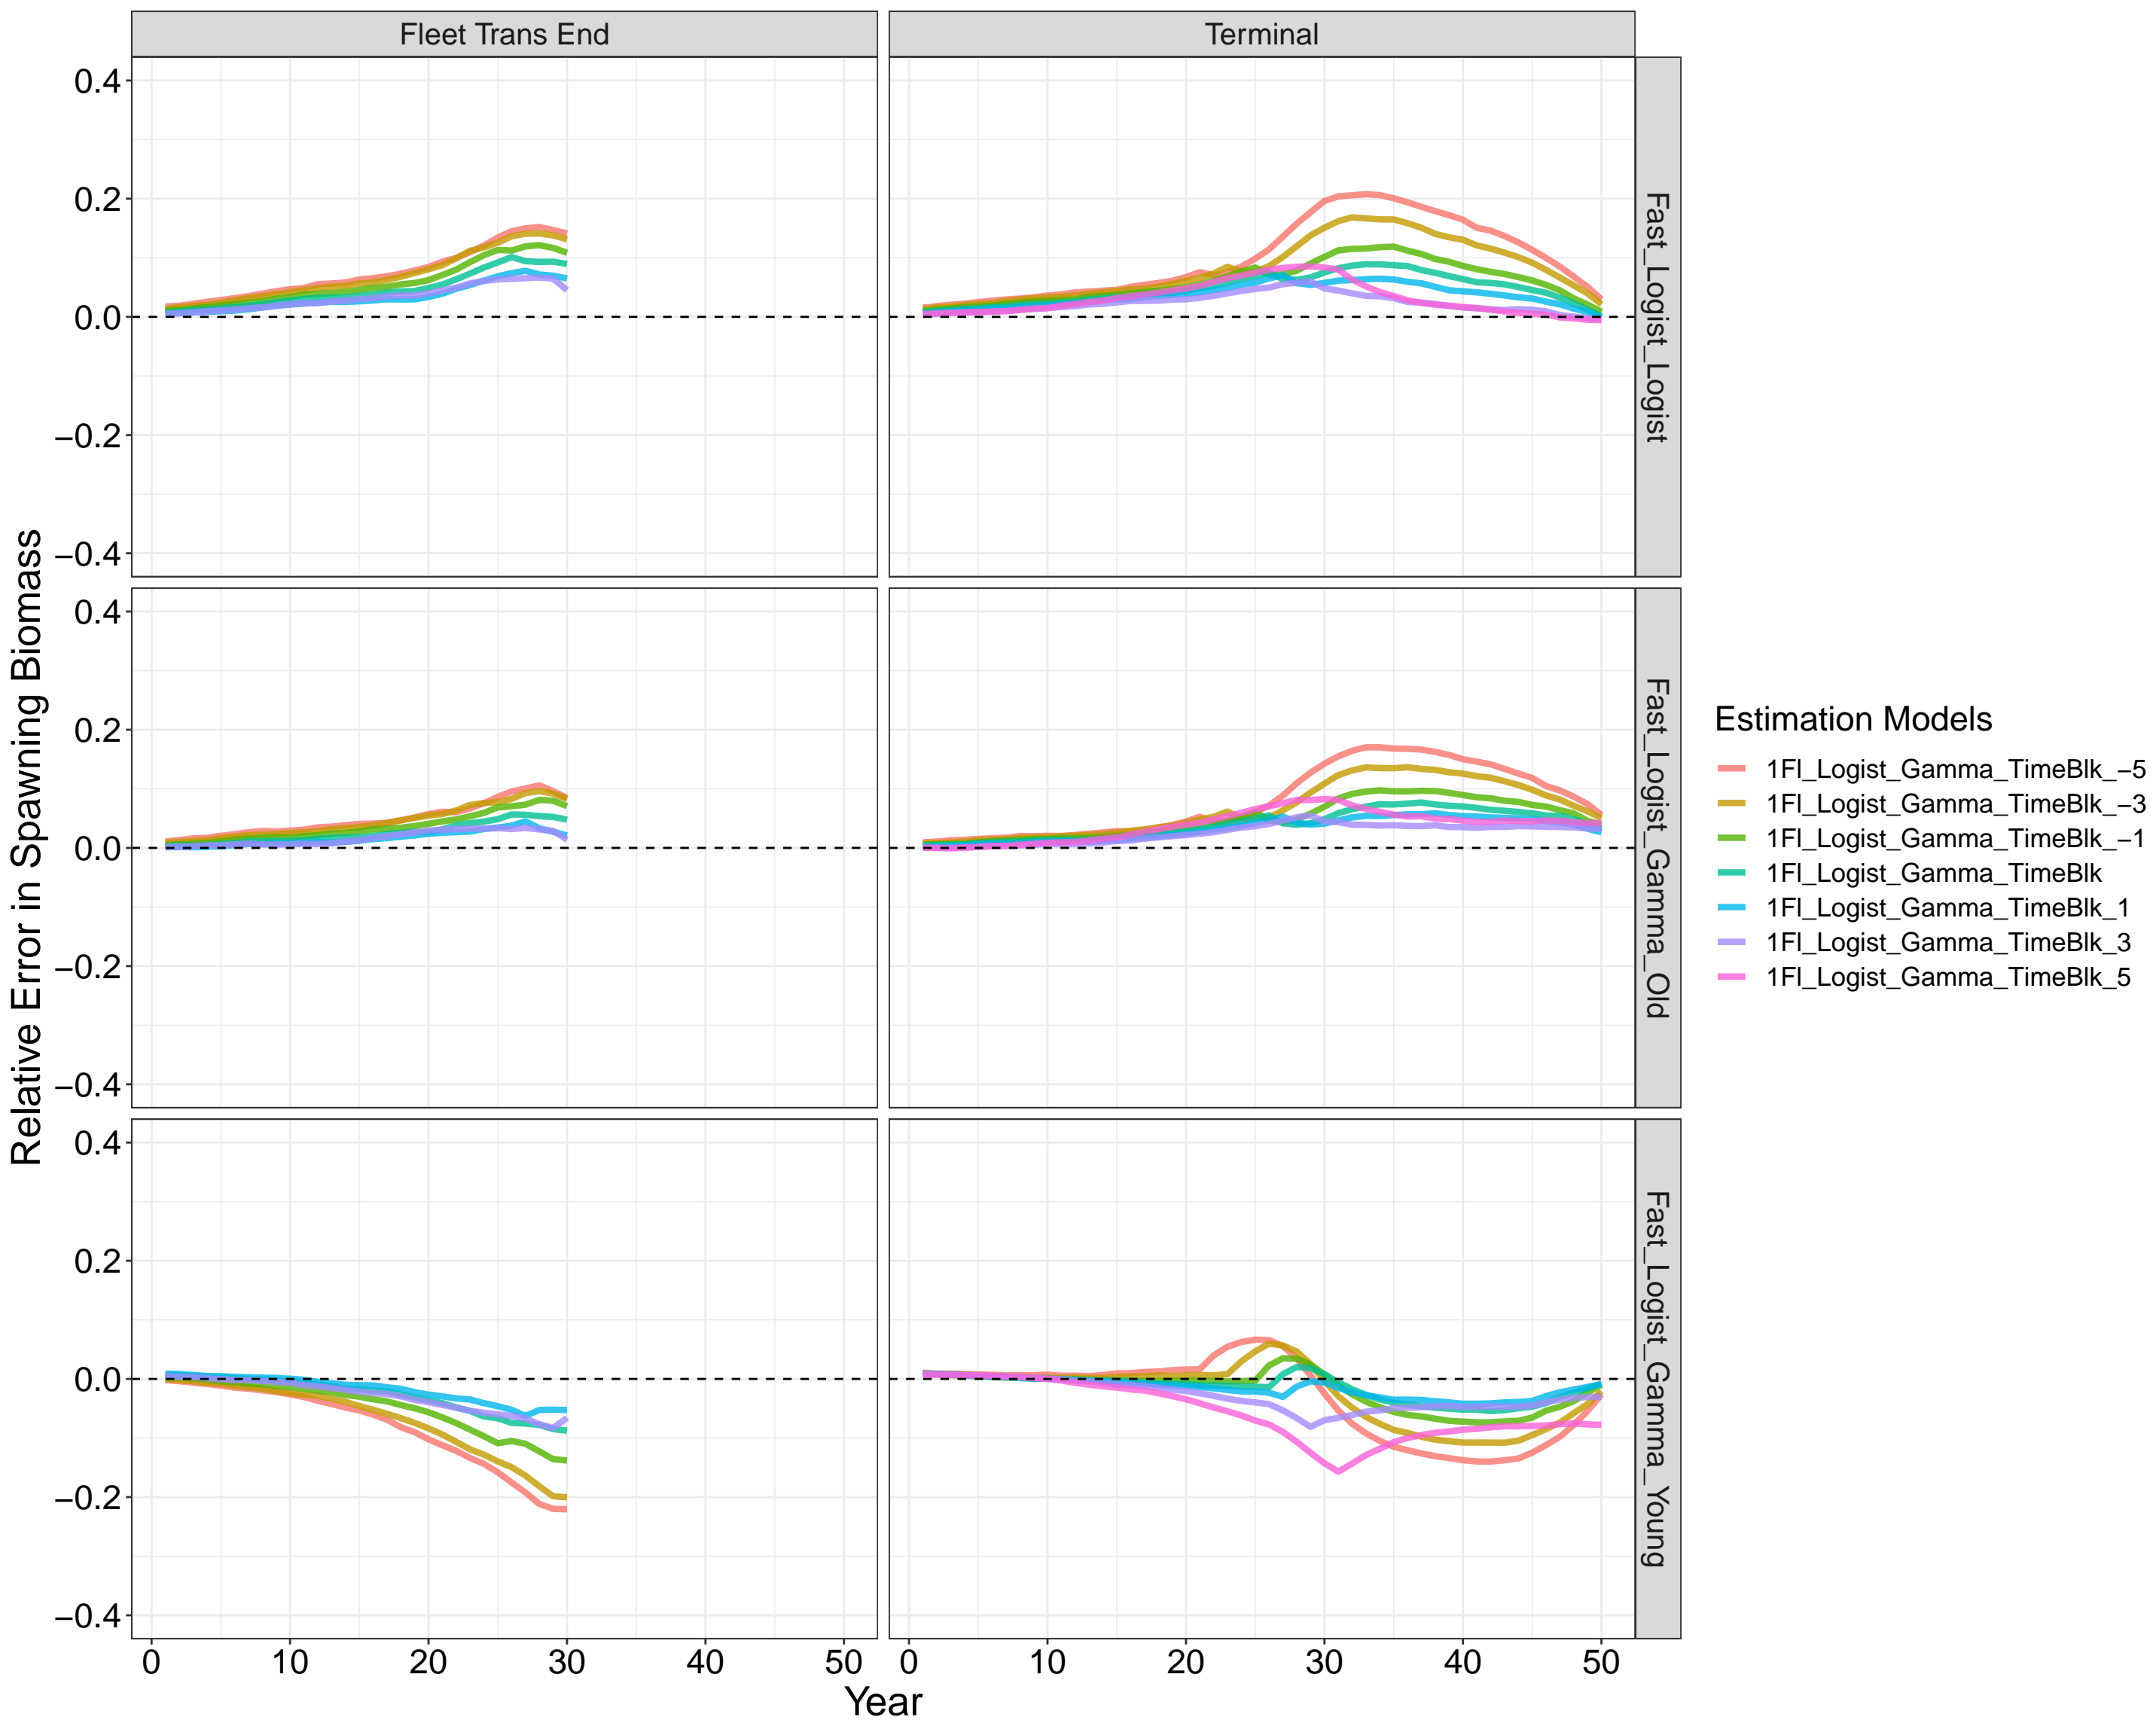 Fleet Trans End
Terminal
0.4
0.2
0.0
−0.2
−0.4
Fast_Logist_Logist
0.4
0.2
0.0
−0.2
−0.4
Fast_Logist_Gamma_Old
0.4
0.2
0.0
−0.2
−0.4
Fast_Logist_Gamma_Young
Relative Error in Spawning Biomass
0 10 20 30 40 50 0 10 20 30 40 50
Year
Estimation Models
1Fl_Logist_Gamma_TimeBlk_−5
1Fl_Logist_Gamma_TimeBlk_−3
1Fl_Logist_Gamma_TimeBlk_−1
1Fl_Logist_Gamma_TimeBlk
1Fl_Logist_Gamma_TimeBlk_1
1Fl_Logist_Gamma_TimeBlk_3
1Fl_Logist_Gamma_TimeBlk_5